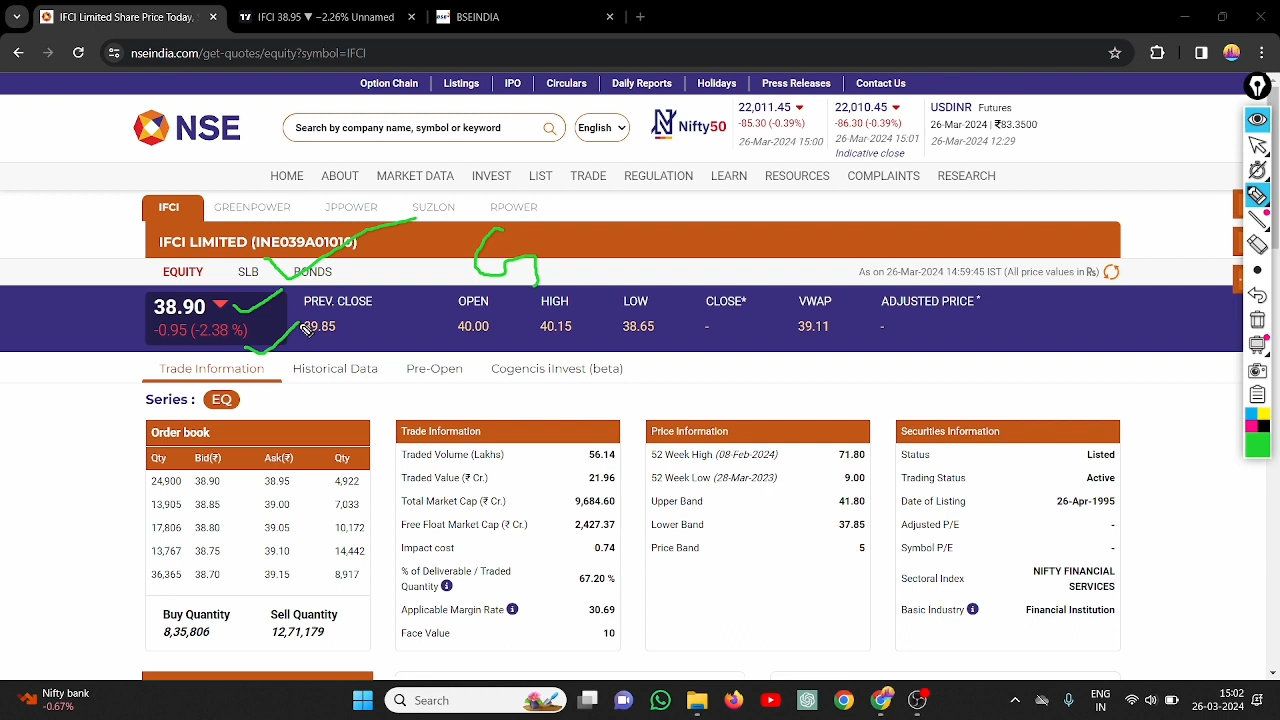 IFCI Limited Share Price Today,
IFCI 38.95 ▼ −2.26% Unnamed
BSEINDIA
nseindia.com/get-quotes/equity?symbol=IFCI
Option Chain Listings IPO Circulars Daily Reports Holidays Press Releases Contact Us
NSE
Search by company name, symbol or keyword
English
Nifty50
22,011.45
-85.30 (-0.39%)
26-Mar-2024 15:00
22,010.45
-86.30 (-0.39%)
26-Mar-2024 15:01
Indicative close
USDINR Futures
26-Mar-2024 | ₹83.3500
26-Mar-2024 12:29
HOME ABOUT MARKET DATA INVEST LIST TRADE REGULATION LEARN RESOURCES COMPLAINTS RESEARCH
IFCI GREENPOWER JPPOWER SUZLON RPOWER
IFCI LIMITED (INE039A01010)
EQUITY SLB BONDS
As on 26-Mar-2024 14:59:45 IST (All price values in ₨)
38.90
-0.95 (-2.38 %)
PREV. CLOSE OPEN HIGH LOW CLOSE* VWAP ADJUSTED PRICE *
39.85 40.00 40.15 38.65 - 39.11 -
Trade Information Historical Data Pre-Open Cogencis iInvest (beta)
Series : EQ
Order book
Qty Bid(₹) Ask(₹) Qty
24,900 38.90 38.95 4,922
13,905 38.85 39.00 7,033
17,806 38.80 39.05 10,172
13,767 38.75 39.10 14,442
36,365 38.70 39.15 8,917
Buy Quantity Sell Quantity
8,35,806 12,71,179
Trade Information
Traded Volume (Lakhs) 56.14
Traded Value (₹ Cr.) 21.96
Total Market Cap (₹ Cr.) 9,684.60
Free Float Market Cap (₹ Cr.) 2,427.37
Impact cost 0.74
% of Deliverable / Traded
Quantity 67.20 %
Applicable Margin Rate 30.69
Face Value 10
Price Information
52 Week High (08-Feb-2024) 71.80
52 Week Low (28-Mar-2023) 9.00
Upper Band 41.80
Lower Band 37.85
Price Band 5
Securities Information
Status Listed
Trading Status Active
Date of Listing 26-Apr-1995
Adjusted P/E -
Symbol P/E -
Sectoral Index NIFTY FINANCIAL
SERVICES
Basic Industry Financial Institution
Nifty bank
-0.67%
Search
ENG
IN
15:02
26-03-2024